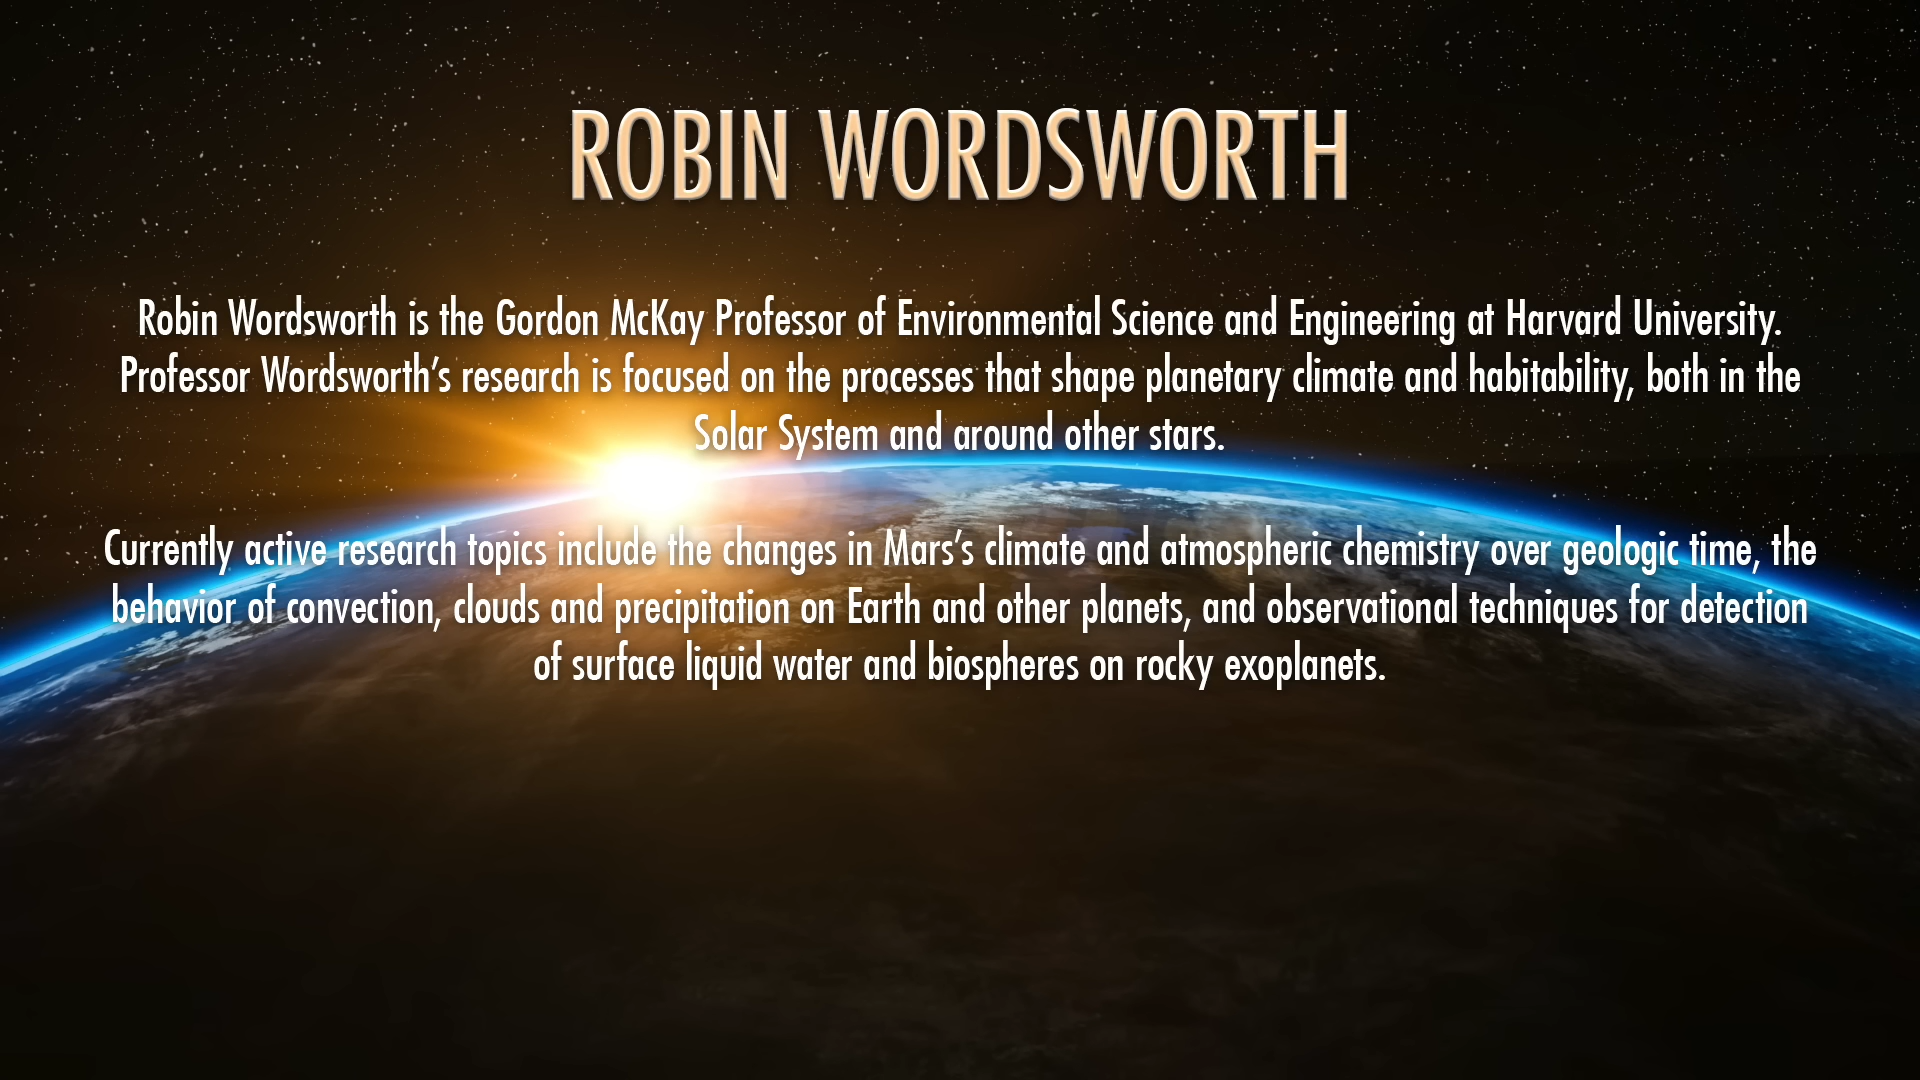 ROBIN WORDSWORTH
Robin Wordsworth is the Gordon McKay Professor of Environmental Science and Engineering at Harvard University.
Professor Wordsworth’s research is focused on the processes that shape planetary climate and habitability, both in the
Solar System and around other stars.
Currently active research topics include the changes in Mars’s climate and atmospheric chemistry over geologic time, the
behavior of convection, clouds and precipitation on Earth and other planets, and observational techniques for detection
of surface liquid water and biospheres on rocky exoplanets.